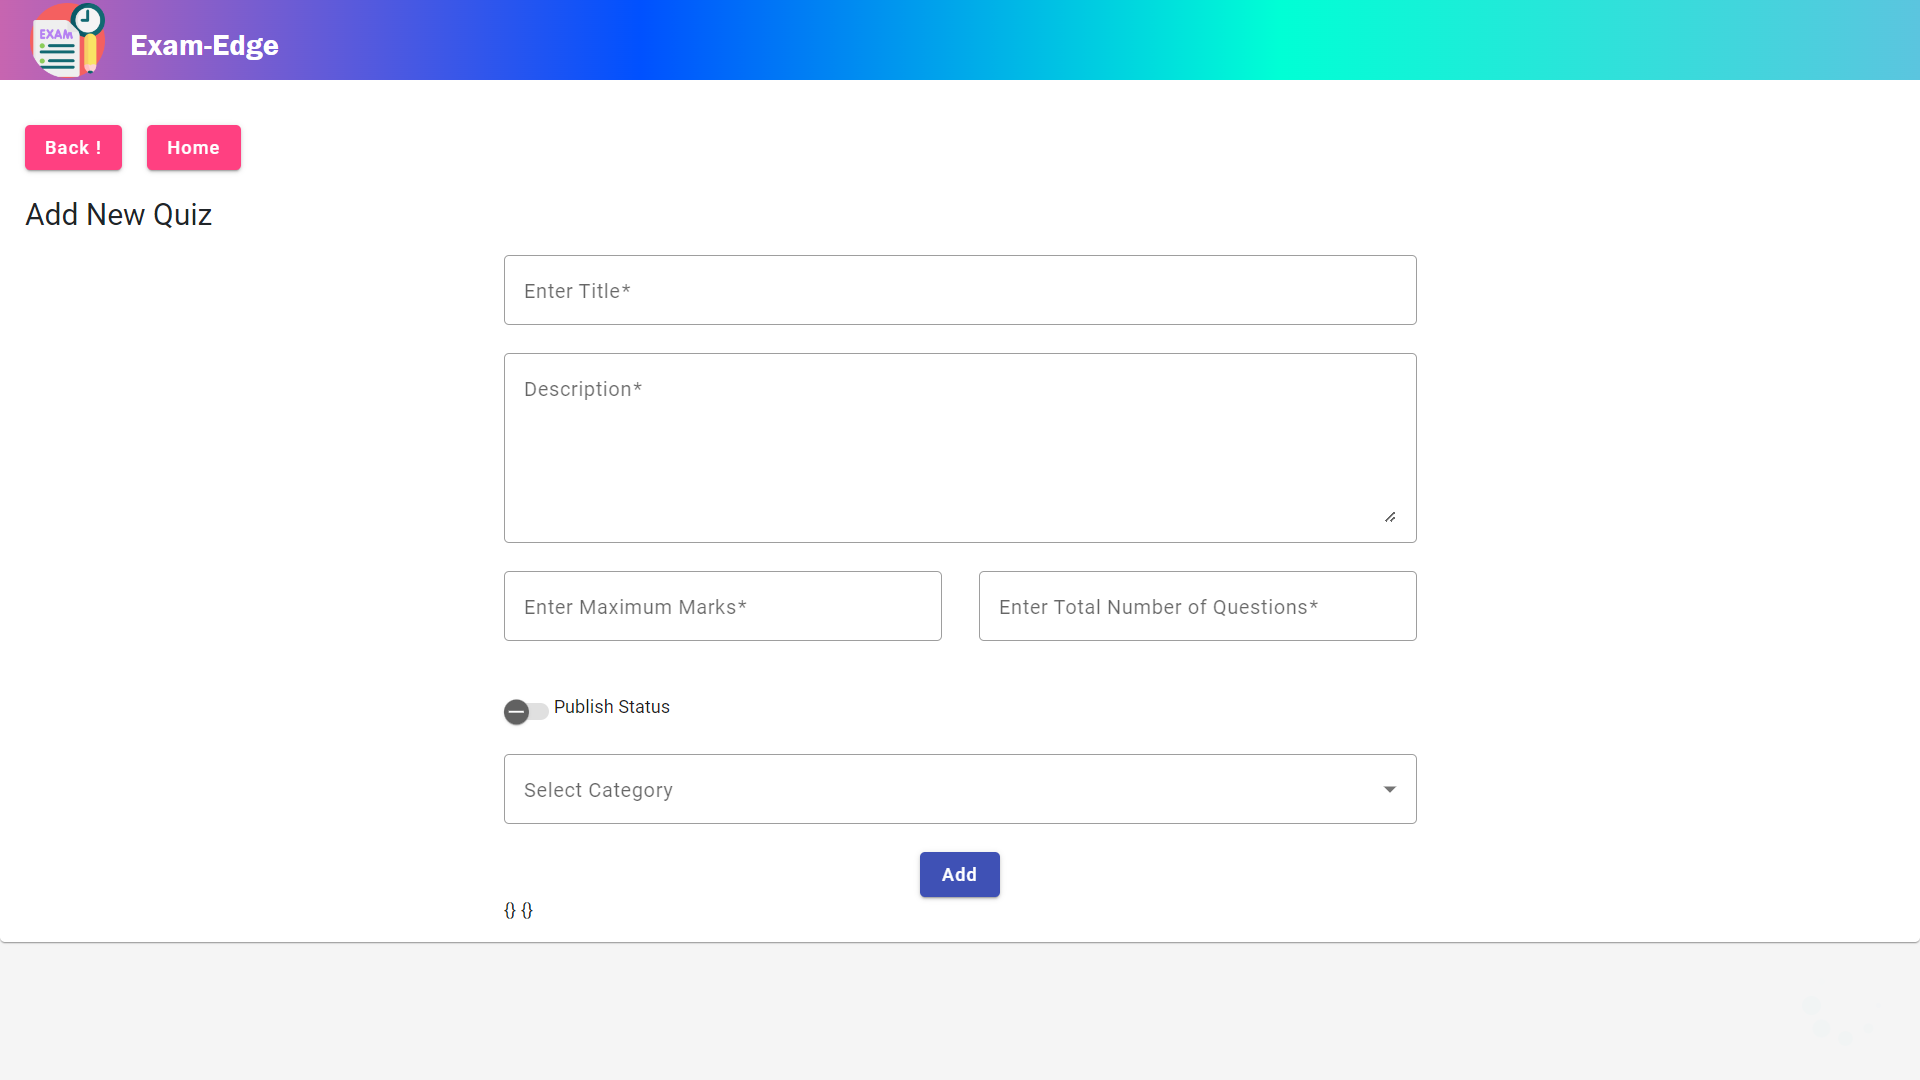 EXAM
Exam-Edge
Back !
Home
Add New Quiz
Enter Title*
Description*
Enter Maximum Marks*
Enter Total Number of Questions*
Publish Status
Select Category
Add
{} {}